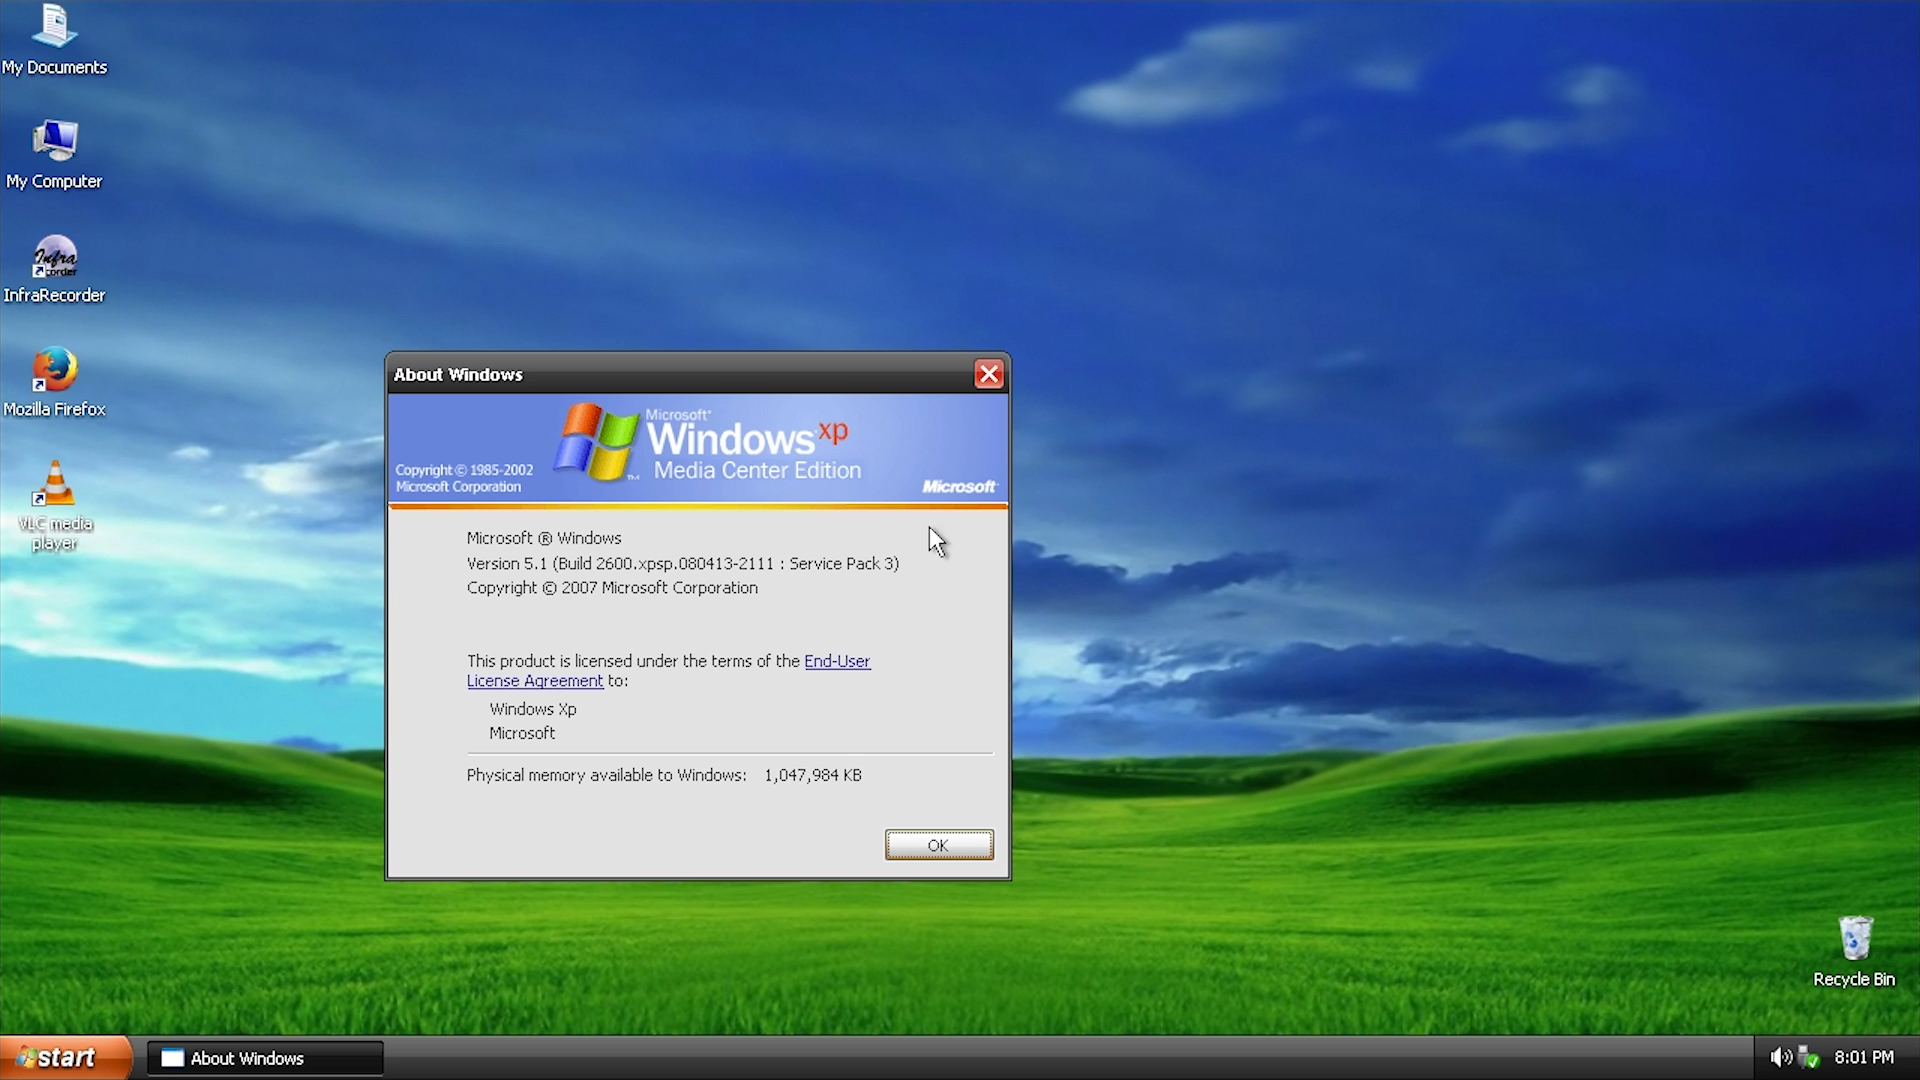 My Documents
My Computer
Infra
corder
InfraRecorder
Mozilla Firefox
VLC media
player
About Windows
Microsoft®
Windows xp
Media Center Edition
TM
Copyright © 1985-2002
Microsoft Corporation
Microsoft
Microsoft ® Windows
Version 5.1 (Build 2600.xpsp.080413-2111 : Service Pack 3)
Copyright © 2007 Microsoft Corporation
This product is licensed under the terms of the End-User
License Agreement to:
Windows Xp
Microsoft
Physical memory available to Windows: 1,047,984 KB
OK
Recycle Bin
start
About Windows
8:01 PM